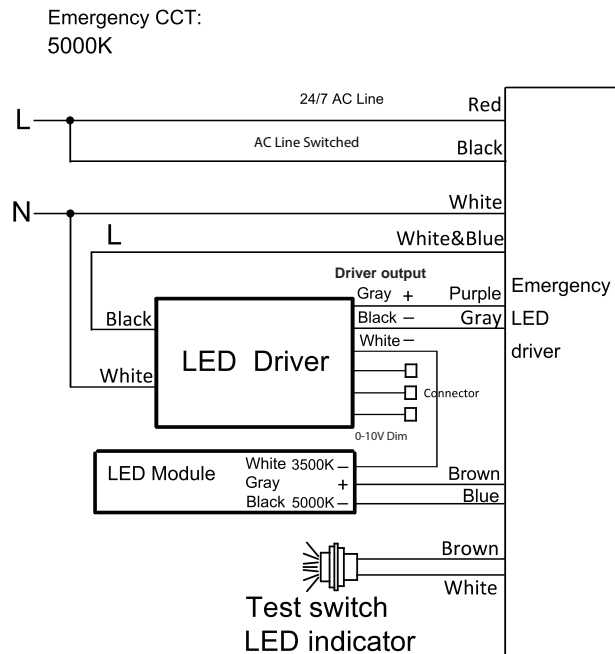 Emergency CCT:
5000K
24/7 AC Line
Red
L
AC Line Switched
Black
N
White
L
White&Blue
Driver output
Gray + Purple
Black – Gray
White –
Black
White
LED Driver
Emergency
LED
driver
Connector
0-10V Dim
LED Module
White 3500K –
Gray +
Black 5000K –
Brown
Blue
Brown
White
Test switch
LED indicator